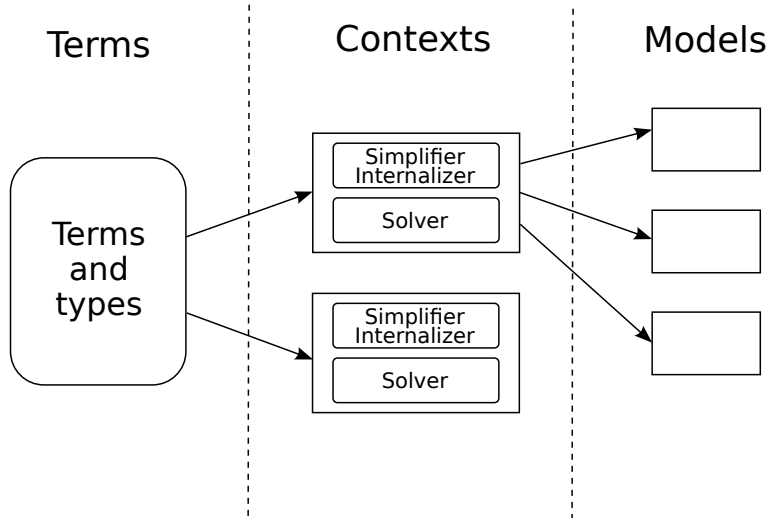 Terms
Contexts
Models
Terms
and
types
Simplifier
Internalizer
Solver
Simplifier
Internalizer
Solver